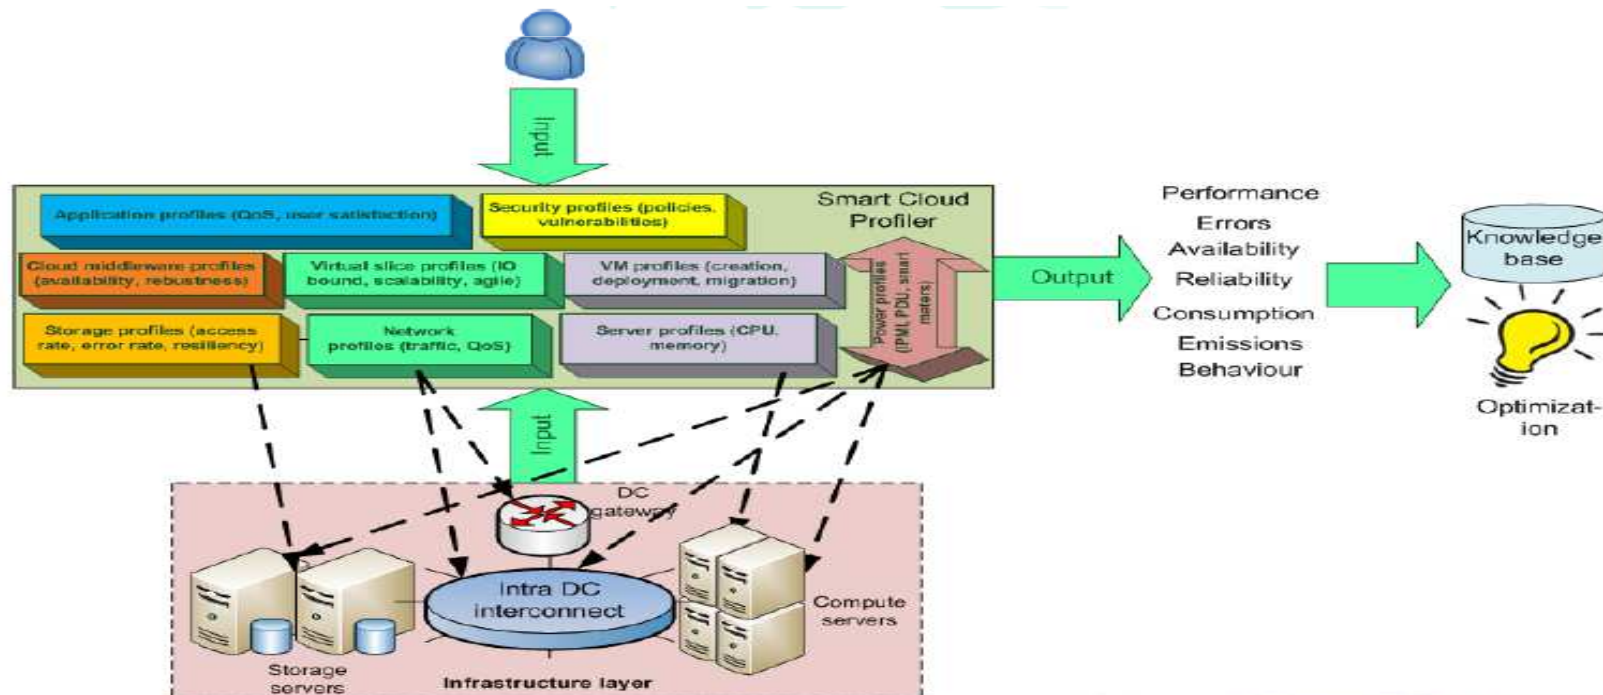 Input
Application profiles (QoS, user satisfaction)
Security profiles (policies,
vulnerabilities)
Smart Cloud
Profiler
Cloud middleware profiles
(availability, robustness)
Virtual slice profiles (IO
bound, scalability, agile)
VM profiles (creation,
deployment, migration)
Storage profiles (access
rate, error rate, resiliency)
Network
profiles (traffic, QoS)
Server profiles (CPU,
memory)
Power profiles
(IPMI, PDU, smart
meters)
Output
Performance
Errors
Availability
Reliability
Consumption
Emissions
Behaviour
Knowledge
base
Optimizat-
ion
Input
DC
gateway
Intra DC
interconnect
Compute
servers
Storage
servers
Infrastructure layer